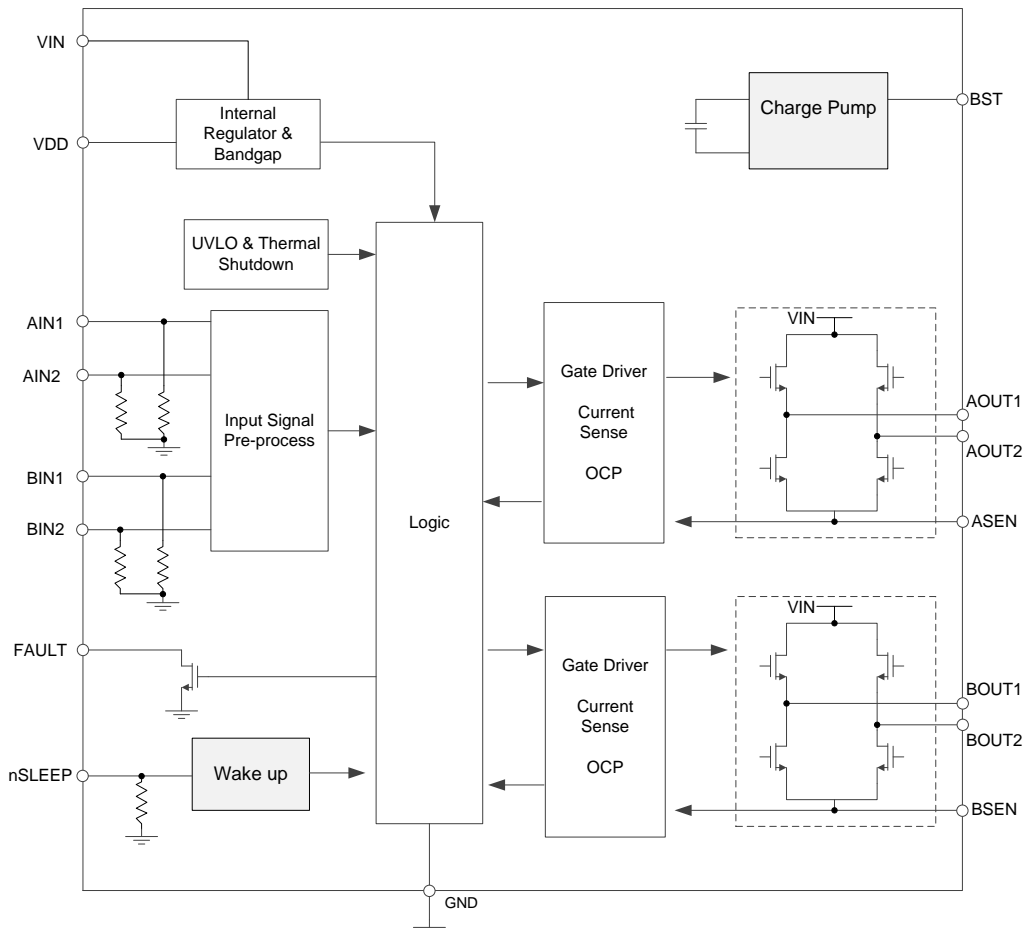 VIN
VDD
Internal
Regulator &
Bandgap
Charge Pump
BST
UVLO & Thermal
Shutdown
AIN1
AIN2
BIN1
BIN2
Input Signal
Pre-process
Logic
Gate Driver
Current
Sense
OCP
VIN
AOUT1
AOUT2
ASEN
FAULT
nSLEEP
Wake up
Gate Driver
Current
Sense
OCP
VIN
BOUT1
BOUT2
BSEN
GND